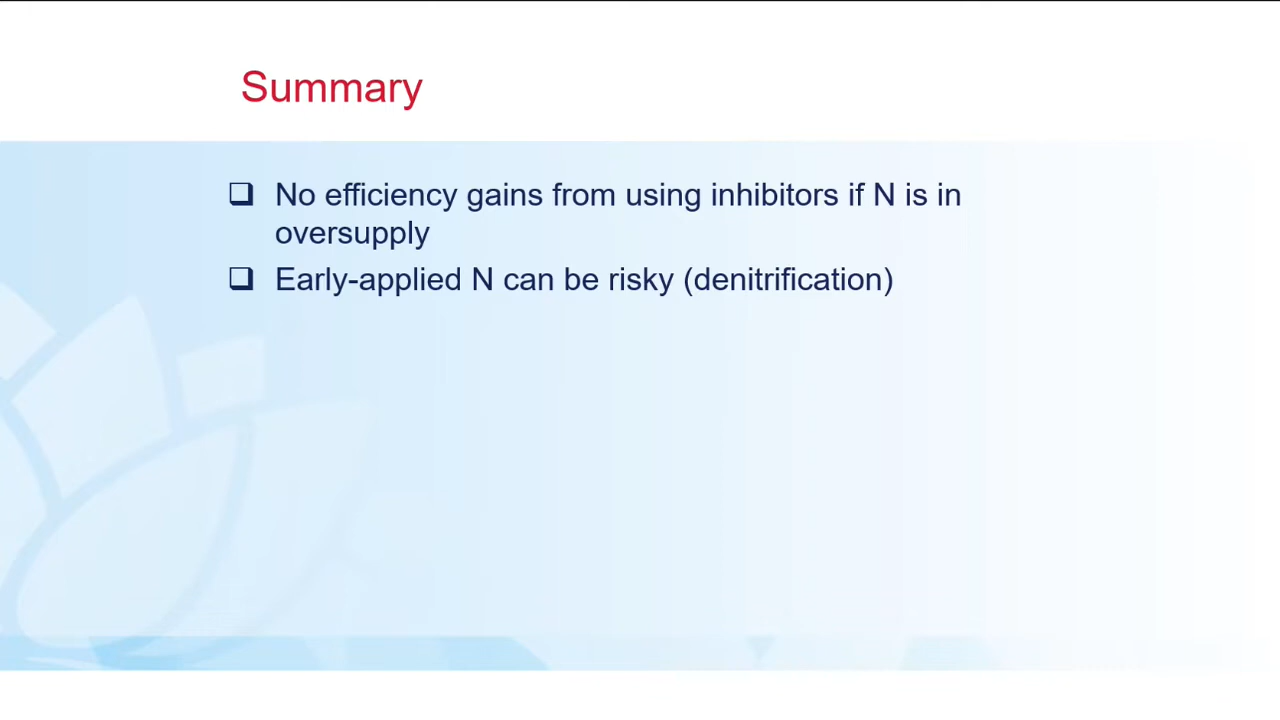 Summary
❑ No efficiency gains from using inhibitors if N is in
oversupply
❑ Early-applied N can be risky (denitrification)